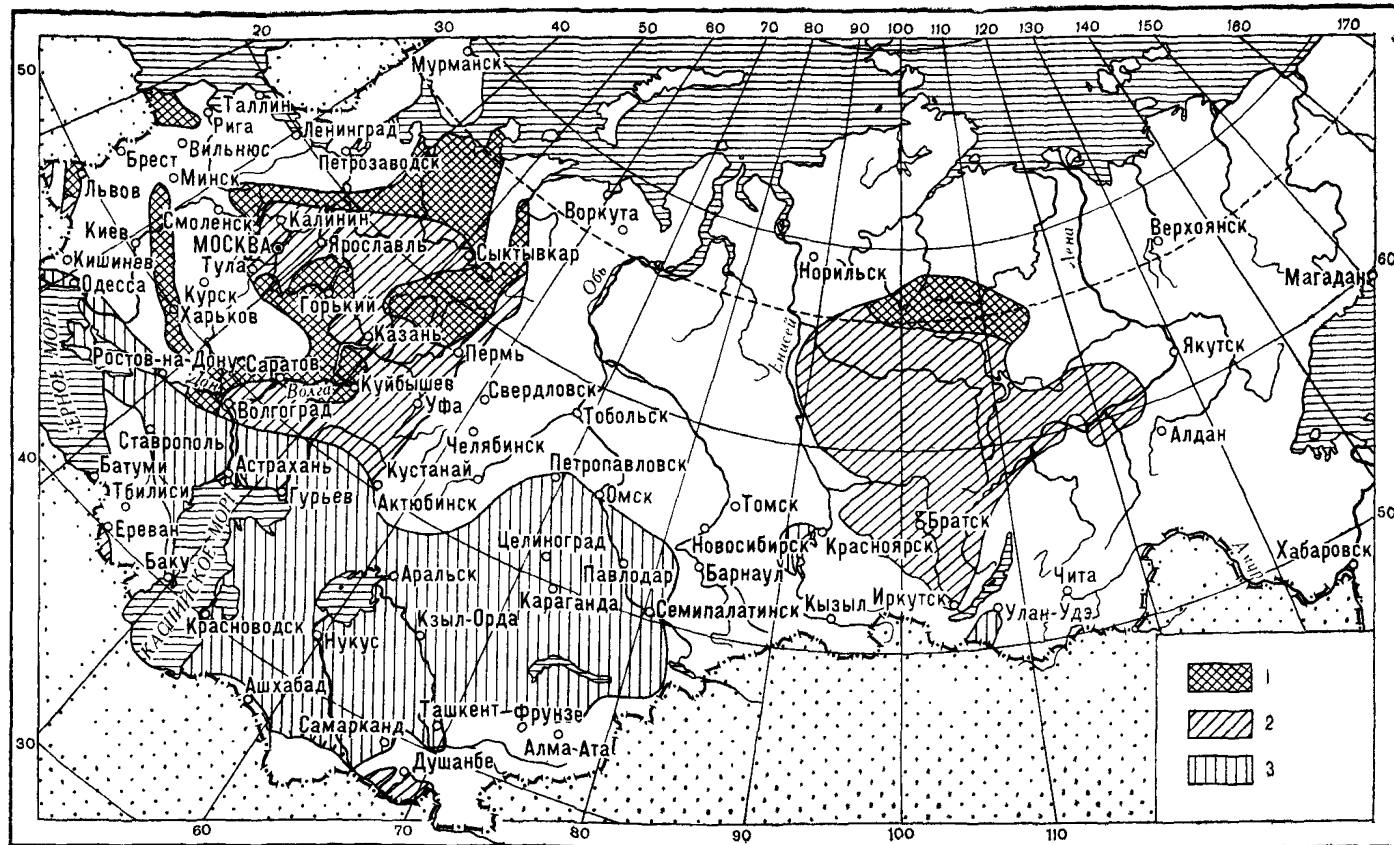 20 30 40 50 60 70 80 90 100 110 120 130 140 150 160 170
50
Мурманск
Таллин
Рига
Ленинград
Вильнюс
Брест
Петрозаводск
Минск
Львов
Воркута
Смоленск
Калинин
Киев
МОСКВА
Ярославль
Верхоянск
Лена
Сыктывкар
Кишинев
Тула
Норильск
Обь
Магадан
60
Одесса
Курск
Горький
Харьков
Казань
Енисей
Якутск
Пермь
Ростов-на-Дону
Саратов
Дон
Куйбышев
Волга
Свердловск
Уфа
Волгоград
Тобольск
ЧЕРНОЕ МОРЕ
Ставрополь
Челябинск
Алдан
40
Батуми
Астрахань
Кустанай
Петропавловск
Тбилиси
Гурьев
Актюбинск
Омск
Томск
50
Ереван
Целиноград
Новосибирск
Красноярск
Братск
Амур
Хабаровск
Баку
Аральск
Павлодар
Барнаул
Чита
КАСПИЙСКОЕ МОРЕ
Караганда
Семипалатинск
Кызыл
Иркутск
Улан-Удэ
Красноводск
Кзыл-Орда
Нукус
Ашхабад
Ташкент
Фрунзе
Самарканд
Алма-Ата
30
Душанбе
1
2
3
60 70 80 90 100 110